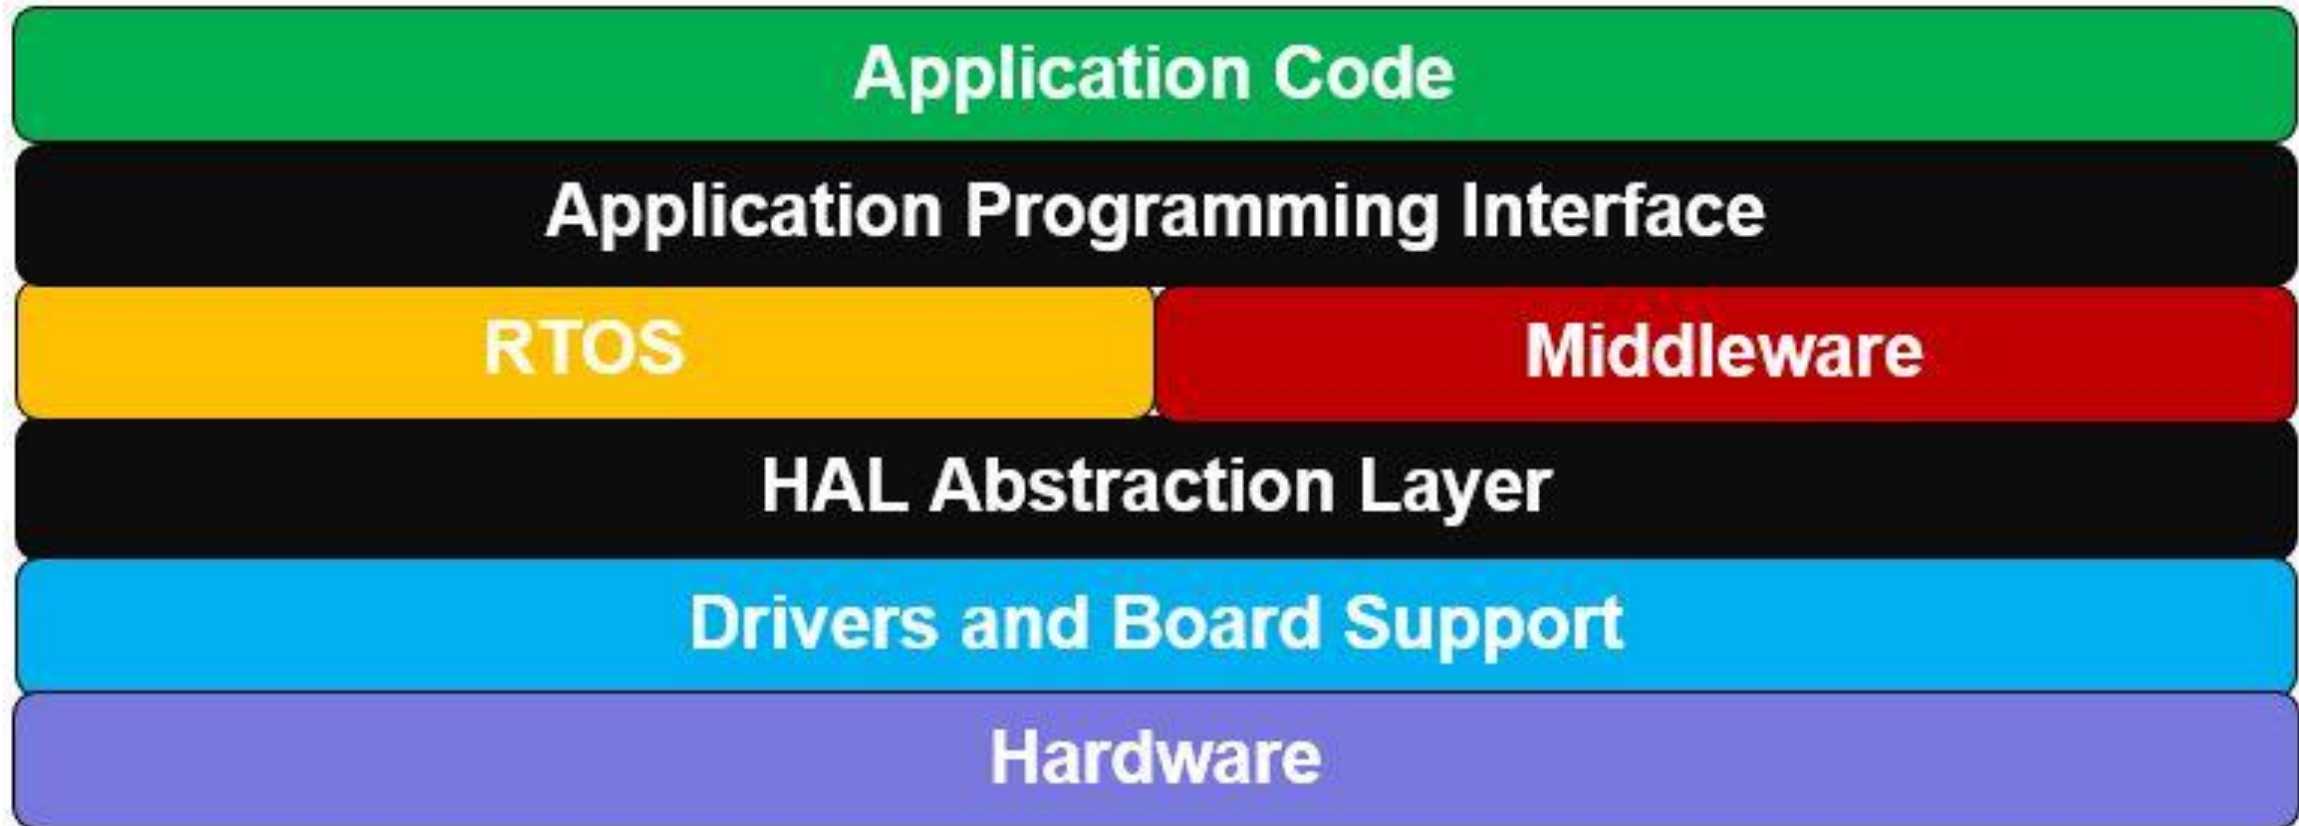 Application Code
Application Programming Interface
RTOS
Middleware
HAL Abstraction Layer
Drivers and Board Support
Hardware